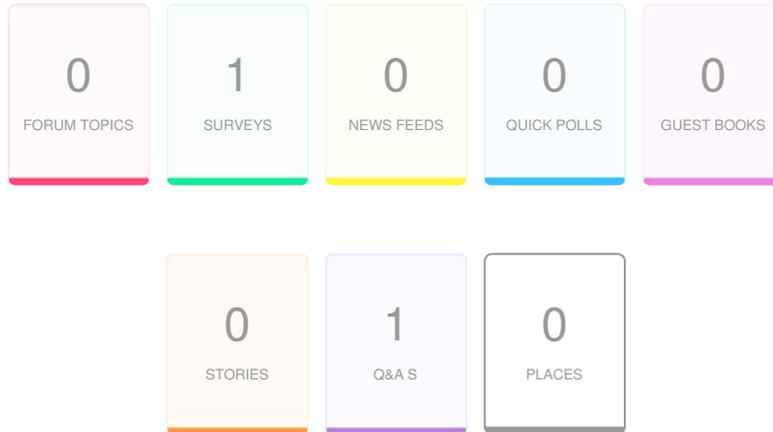 0 1 0 0 0
FORUM TOPICS SURVEYS NEWS FEEDS QUICK POLLS GUEST BOOKS
0 1 0
STORIES Q&A S PLACES